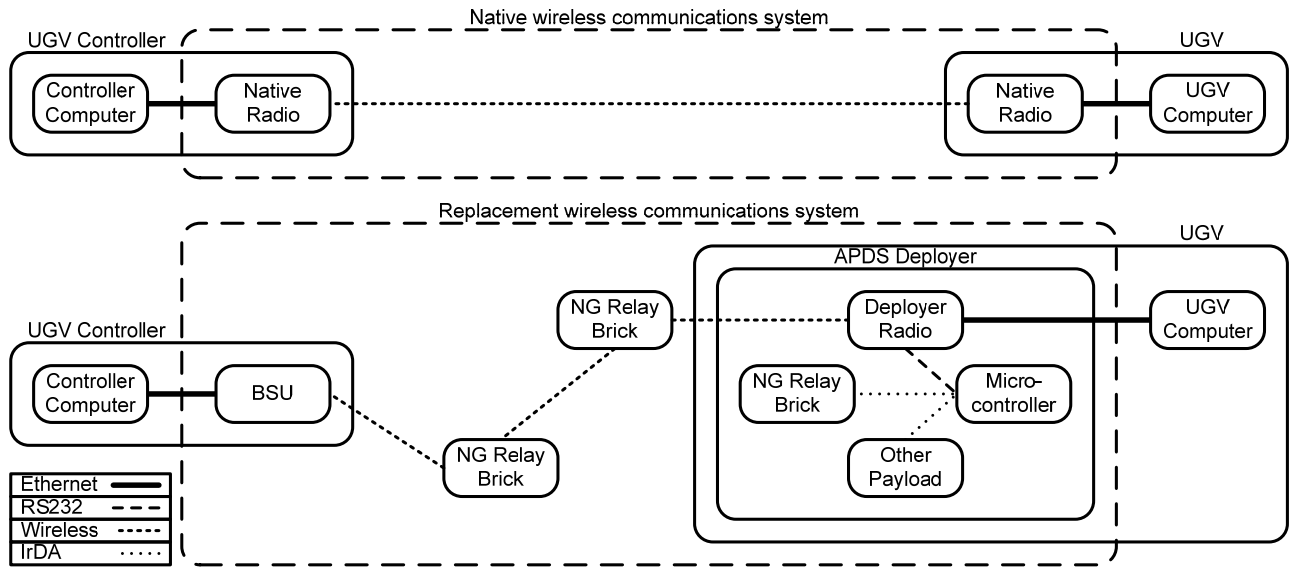 Native wireless communications system
UGV Controller
UGV
Controller
Computer
Native
Radio
Native
Radio
UGV
Computer
Replacement wireless communications system
UGV
APDS Deployer
NG Relay
Brick
Deployer
Radio
UGV
Computer
UGV Controller
Controller
Computer
BSU
NG Relay
Brick
Micro-
controller
NG Relay
Brick
Other
Payload
Ethernet
RS232
Wireless
IrDA